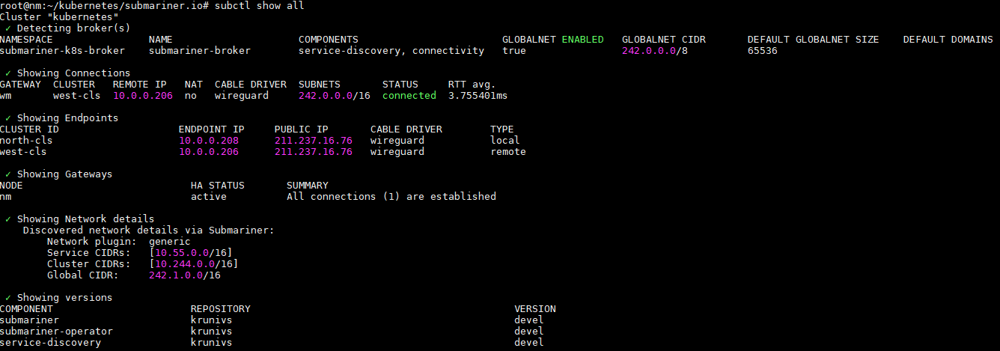 root@nm:~/kubernetes/submariner.io# subctl show all
Cluster "kubernetes"
✓ Detecting broker(s)
NAMESPACE NAME COMPONENTS GLOBALNET ENABLED GLOBALNET CIDR DEFAULT GLOBALNET SIZE DEFAULT DOMAINS
submariner-k8s-broker submariner-broker service-discovery, connectivity true 242.0.0.0/8 65536
✓ Showing Connections
GATEWAY CLUSTER REMOTE IP NAT CABLE DRIVER SUBNETS STATUS RTT avg.
wm west-cls 10.0.0.206 no wireguard 242.0.0.0/16 connected 3.755401ms
✓ Showing Endpoints
CLUSTER ID ENDPOINT IP PUBLIC IP CABLE DRIVER TYPE
north-cls 10.0.0.208 211.237.16.76 wireguard local
west-cls 10.0.0.206 211.237.16.76 wireguard remote
✓ Showing Gateways
NODE HA STATUS SUMMARY
nm active All connections (1) are established
✓ Showing Network details
Discovered network details via Submariner:
Network plugin: generic
Service CIDRs: [10.55.0.0/16]
Cluster CIDRs: [10.244.0.0/16]
Global CIDR: 242.1.0.0/16
✓ Showing versions
COMPONENT REPOSITORY VERSION
submariner krunivs devel
submariner-operator krunivs devel
service-discovery krunivs devel